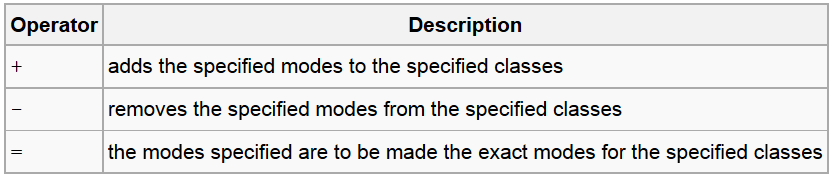 Operator Description
+ adds the specified modes to the specified classes
− removes the specified modes from the specified classes
= the modes specified are to be made the exact modes for the specified classes